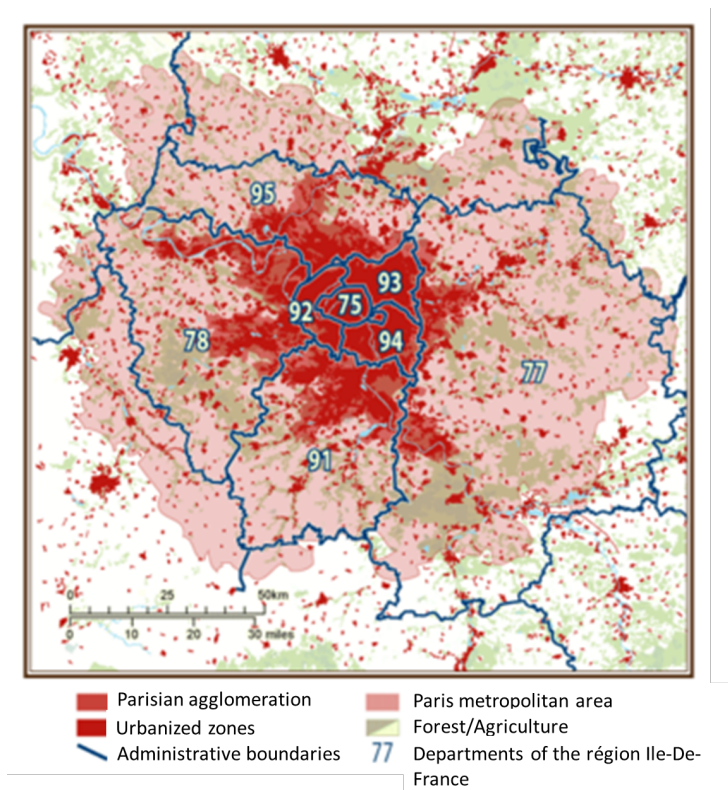 95
93
75
92
94
78
77
91
0 25 50km
0 10 20 30 miles
Parisian agglomeration
Paris metropolitan area
Urbanized zones
Forest/Agriculture
Administrative boundaries
77
Departments of the région Ile-De-
France